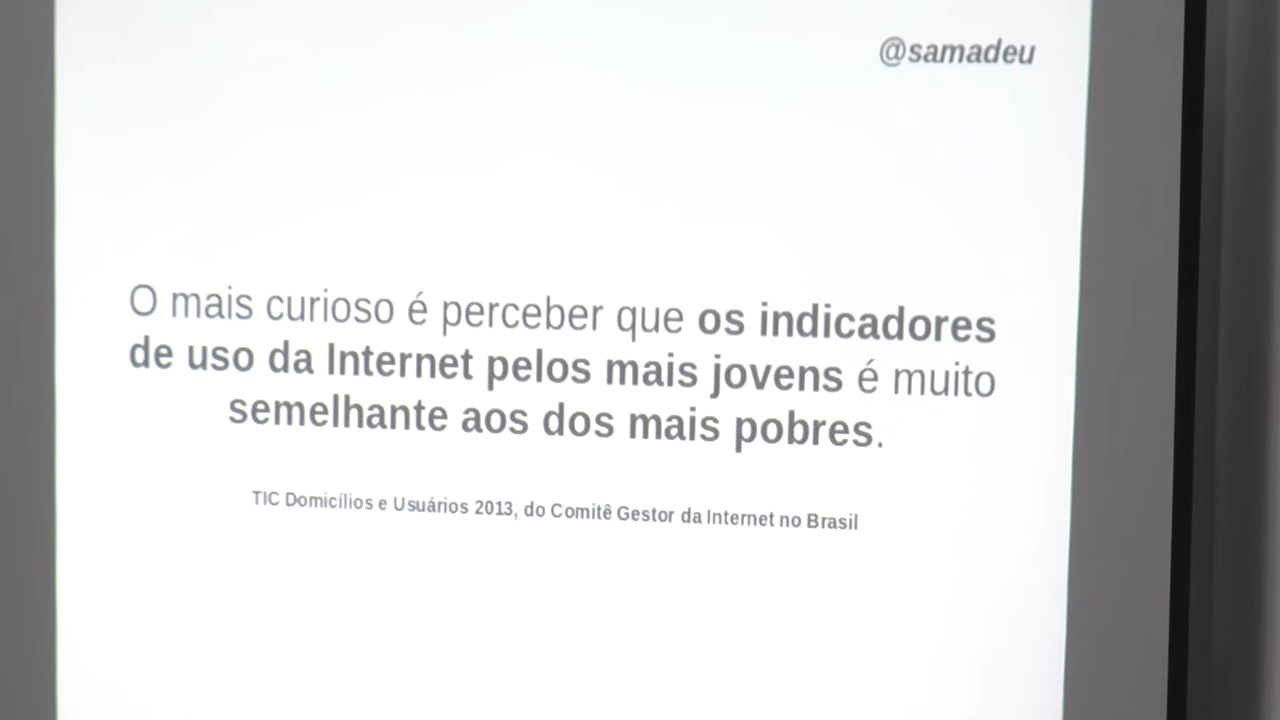 @samadeu
O mais curioso é perceber que os indicadores
de uso da Internet pelos mais jovens é muito
semelhante aos dos mais pobres.
TIC Domicílios e Usuários 2013, do Comitê Gestor da Internet no Brasil